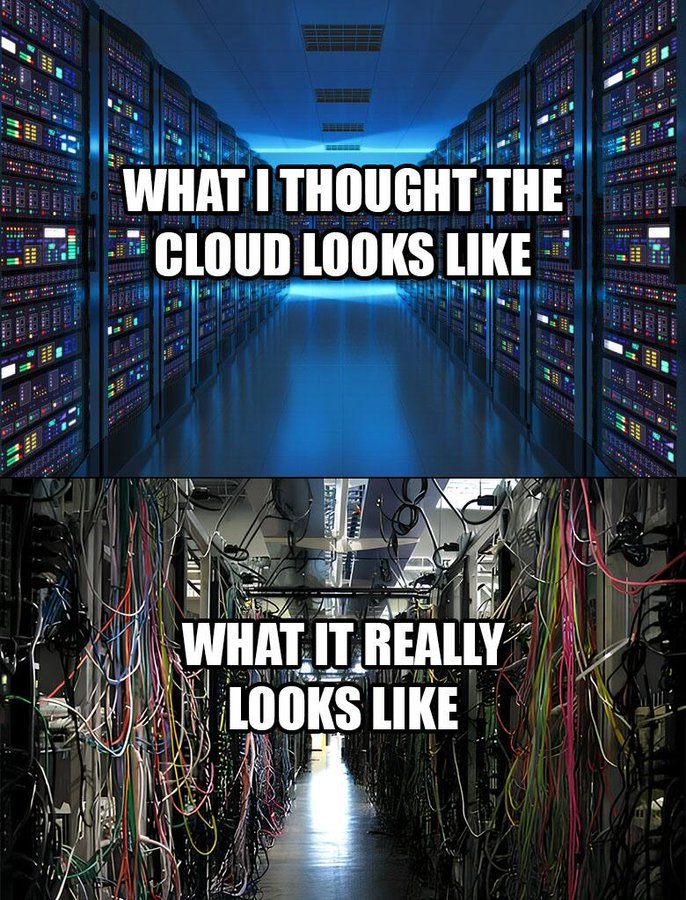 WHAT I THOUGHT THE
CLOUD LOOKS LIKE
WHAT IT REALLY
LOOKS LIKE